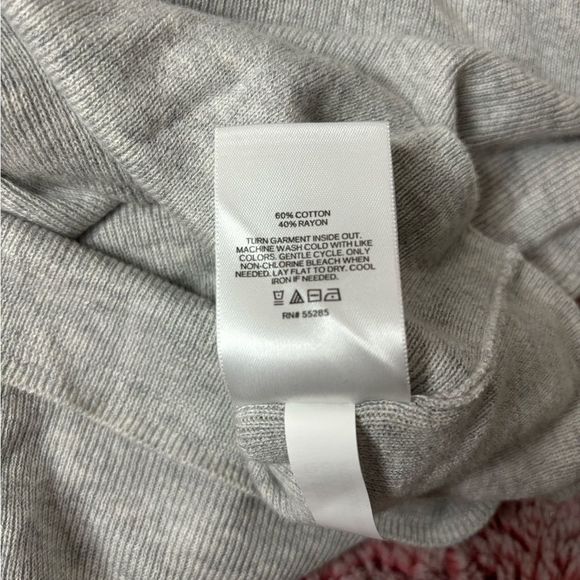 60% COTTON
40% RAYON
TURN GARMENT INSIDE OUT.
MACHINE WASH COLD WITH LIKE
COLORS. GENTLE CYCLE. ONLY
NON-CHLORINE BLEACH WHEN
NEEDED. LAY FLAT TO DRY. COOL
IRON IF NEEDED.
RN# 55285